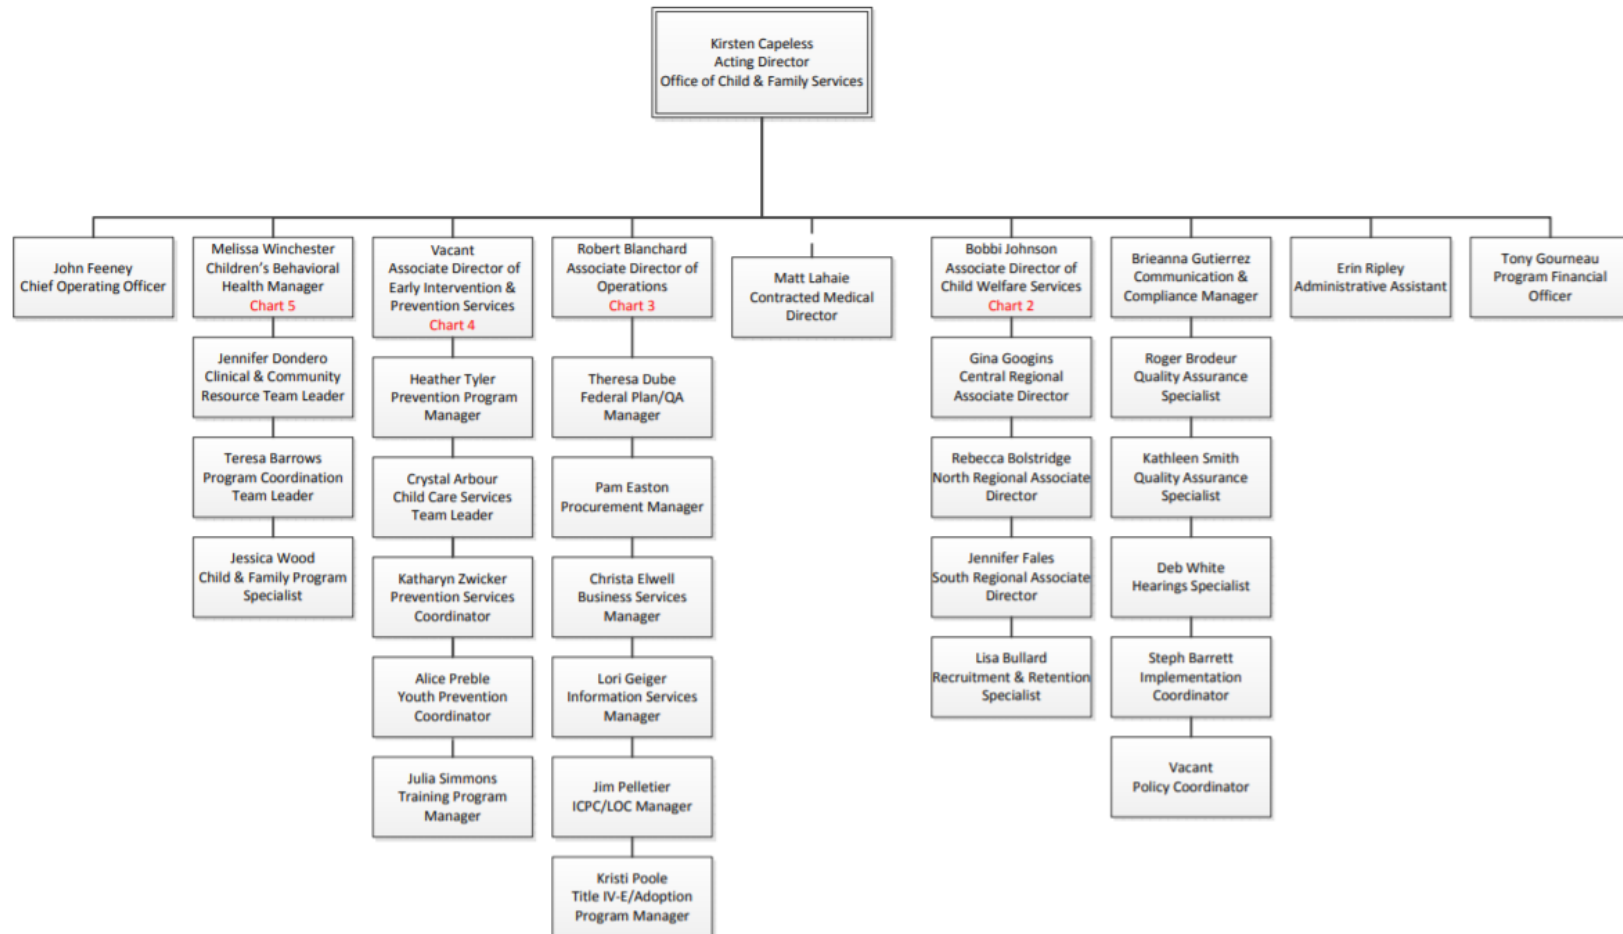 Kirsten Capeless
Acting Director
Office of Child & Family Services
John Feeney
Chief Operating Officer
Melissa Winchester
Children's Behavioral
Health Manager
Chart 5
Jennifer Dondero
Clinical & Community
Resource Team Leader
Teresa Barrows
Program Coordination
Team Leader
Jessica Wood
Child & Family Program
Specialist
Vacant
Associate Director of
Early Intervention &
Prevention Services
Chart 4
Heather Tyler
Prevention Program
Manager
Crystal Arbour
Child Care Services
Team Leader
Katharyn Zwicker
Prevention Services
Coordinator
Alice Preble
Youth Prevention
Coordinator
Julia Simmons
Training Program
Manager
Robert Blanchard
Associate Director of
Operations
Chart 3
Theresa Dube
Federal Plan/QA
Manager
Pam Easton
Procurement Manager
Christa Elwell
Business Services
Manager
Lori Geiger
Information Services
Manager
Jim Pelletier
ICPC/LOC Manager
Kristi Poole
Title IV-E/Adoption
Program Manager
Matt Lahaie
Contracted Medical
Director
Bobbi Johnson
Associate Director of
Child Welfare Services
Chart 2
Gina Googins
Central Regional
Associate Director
Rebecca Bolstridge
North Regional Associate
Director
Jennifer Fales
South Regional Associate
Director
Lisa Bullard
Recruitment & Retention
Specialist
Brieanna Gutierrez
Communication &
Compliance Manager
Roger Brodeur
Quality Assurance
Specialist
Kathleen Smith
Quality Assurance
Specialist
Deb White
Hearings Specialist
Steph Barrett
Implementation
Coordinator
Vacant
Policy Coordinator
Erin Ripley
Administrative Assistant
Tony Gourneau
Program Financial
Officer